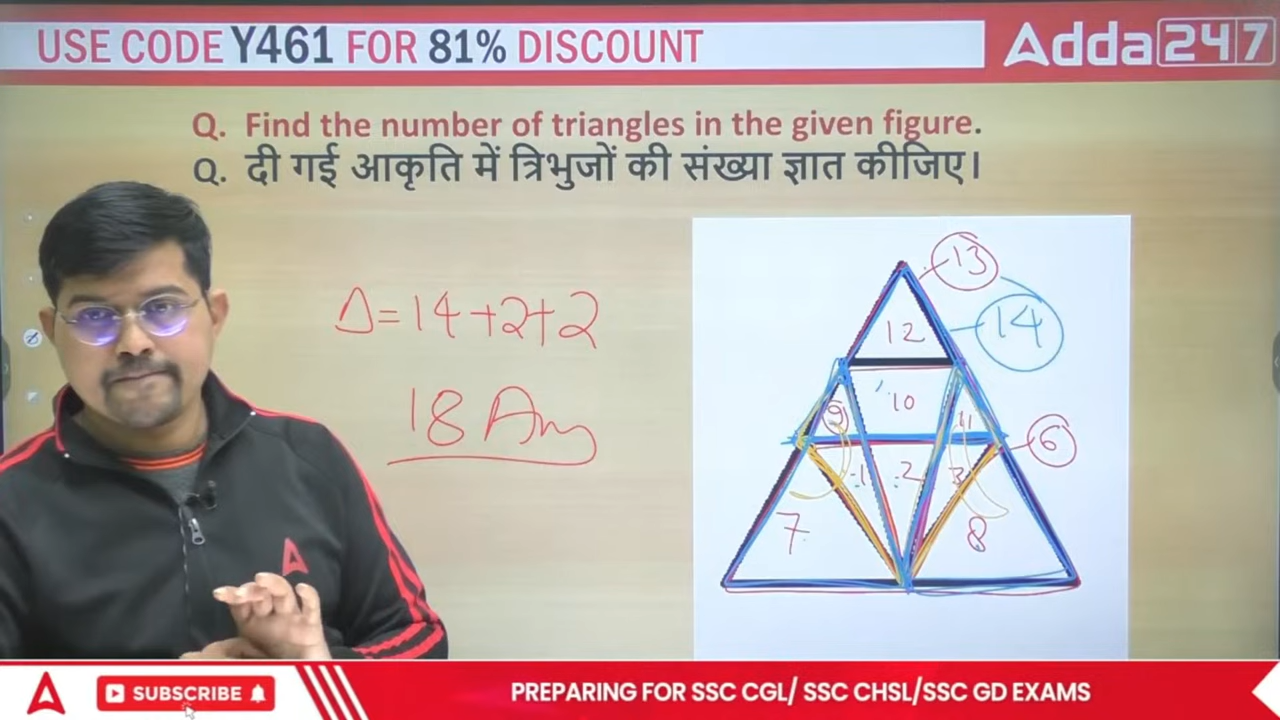 USE CODE Y461 FOR 81% DISCOUNT
Adda 247
Q. Find the number of triangles in the given figure.
Q. दी गई आकृति में त्रिभुजों की संख्या ज्ञात कीजिए।
Δ=14+2+2
18 Ans
13
14
12
9
10
11
6
1
2
3
7
8
SUBSCRIBE
PREPARING FOR SSC CGL/ SSC CHSL/SSC GD EXAMS